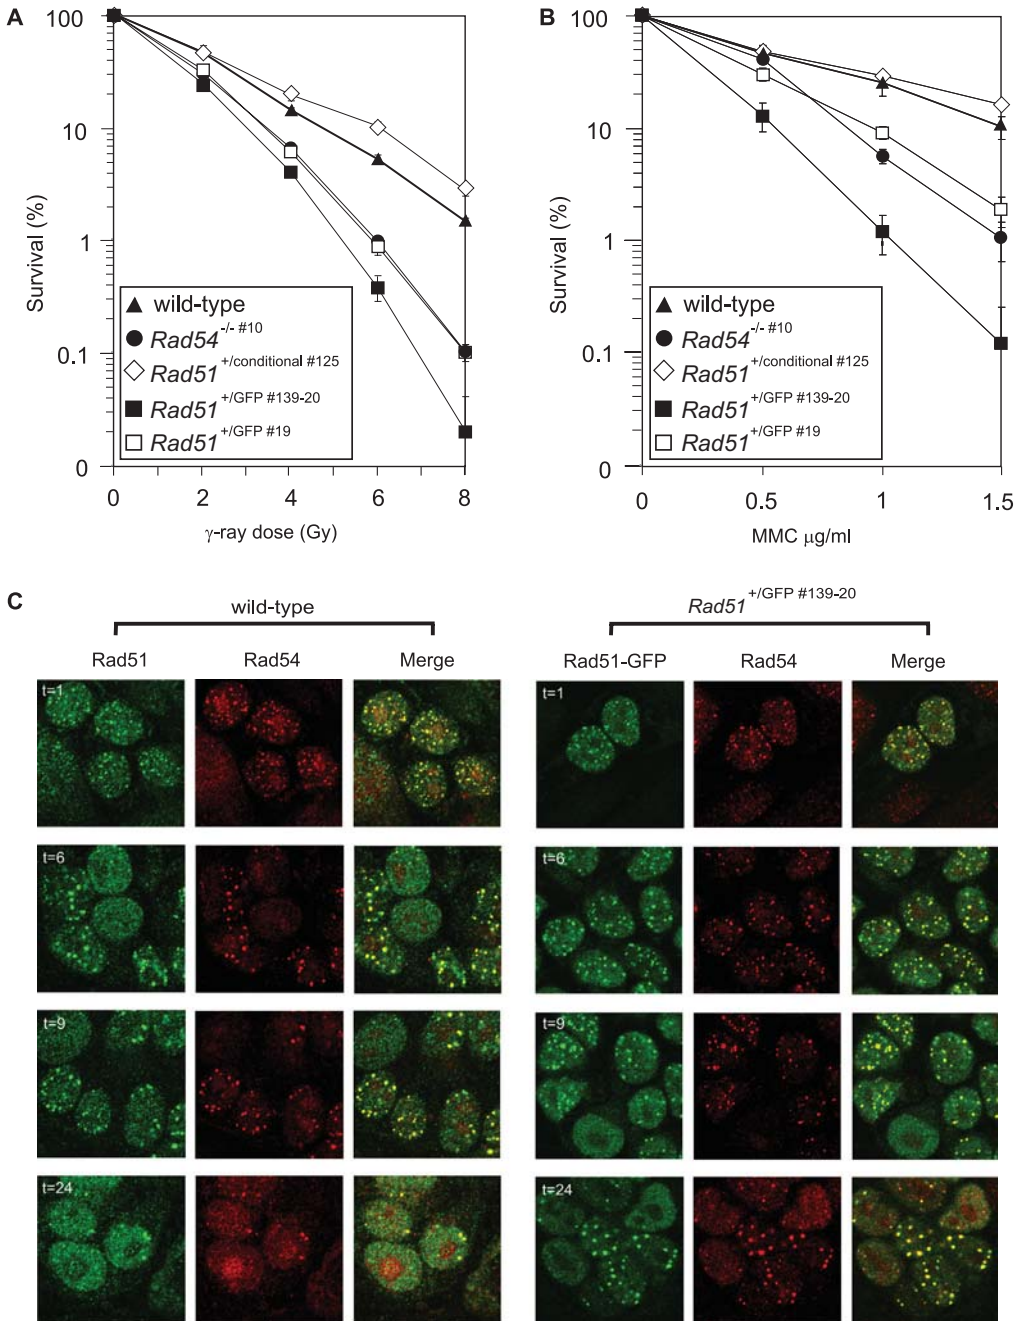 A
100
10
1
0.1
0
Survival (%)
wild-type
Rad54 -/- #10
Rad51 +/conditional #125
Rad51 +/GFP #139-20
Rad51 +/GFP #19
0 2 4 6 8
γ-ray dose (Gy)
B
100
10
1
0.1
0
Survival (%)
wild-type
Rad54 -/- #10
Rad51 +/conditional #125
Rad51 +/GFP #139-20
Rad51 +/GFP #19
0 0.5 1 1.5
MMC µg/ml
C
wild-type
Rad51 Rad54 Merge
t=1
t=6
t=9
t=24
Rad51 +/GFP #139-20
Rad51-GFP Rad54 Merge
t=1
t=6
t=9
t=24